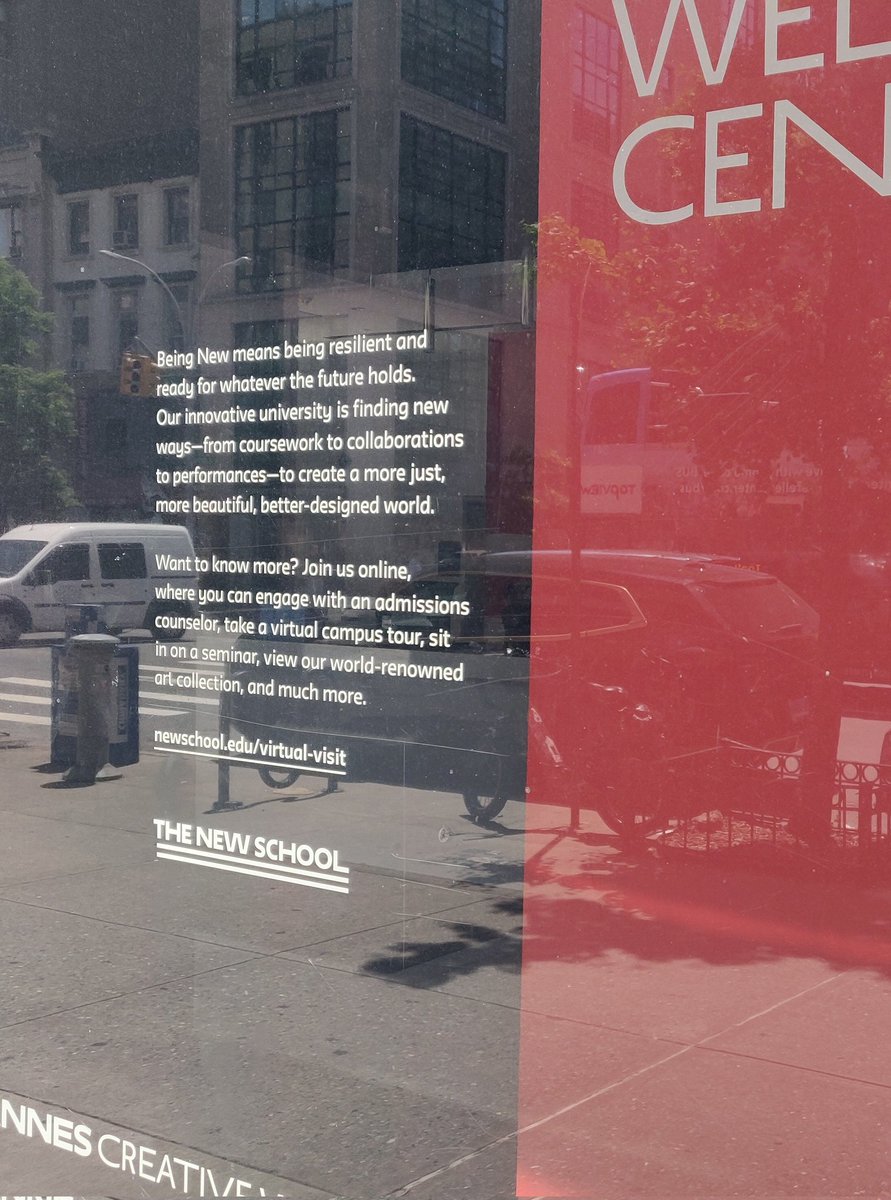 WEL
CEN
Being New means being resilient and
ready for whatever the future holds.
Our innovative university is finding new
ways—from coursework to collaborations
to performances—to create a more just,
more beautiful, better-designed world.
Want to know more? Join us online,
where you can engage with an admissions
counselor, take a virtual campus tour, sit
in on a seminar, view our world-renowned
art collection, and much more.
newschool.edu/virtual-visit
THE NEW SCHOOL
TopView
NNES CREATIVE